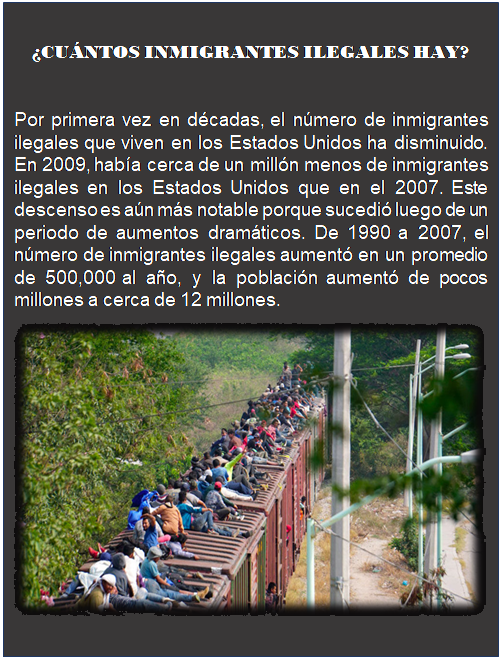 ¿CUÁNTOS INMIGRANTES ILEGALES HAY?
Por primera vez en décadas, el número de inmigrantes
ilegales que viven en los Estados Unidos ha disminuido.
En 2009, había cerca de un millón menos de inmigrantes
ilegales en los Estados Unidos que en el 2007. Este
descenso es aún más notable porque sucedió luego de un
periodo de aumentos dramáticos. De 1990 a 2007, el
número de inmigrantes ilegales aumentó en un promedio
de 500,000 al año, y la población aumentó de pocos
millones a cerca de 12 millones.